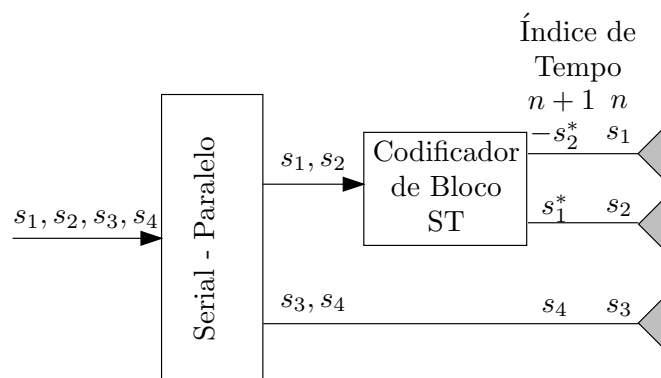 Índice de
Tempo
n + 1 n
−s₂* s₁
s₁, s₂
Codificador
de Bloco
ST
s₁* s₂
s₁, s₂, s₃, s₄
Serial - Paralelo
s₃, s₄
s₄ s₃